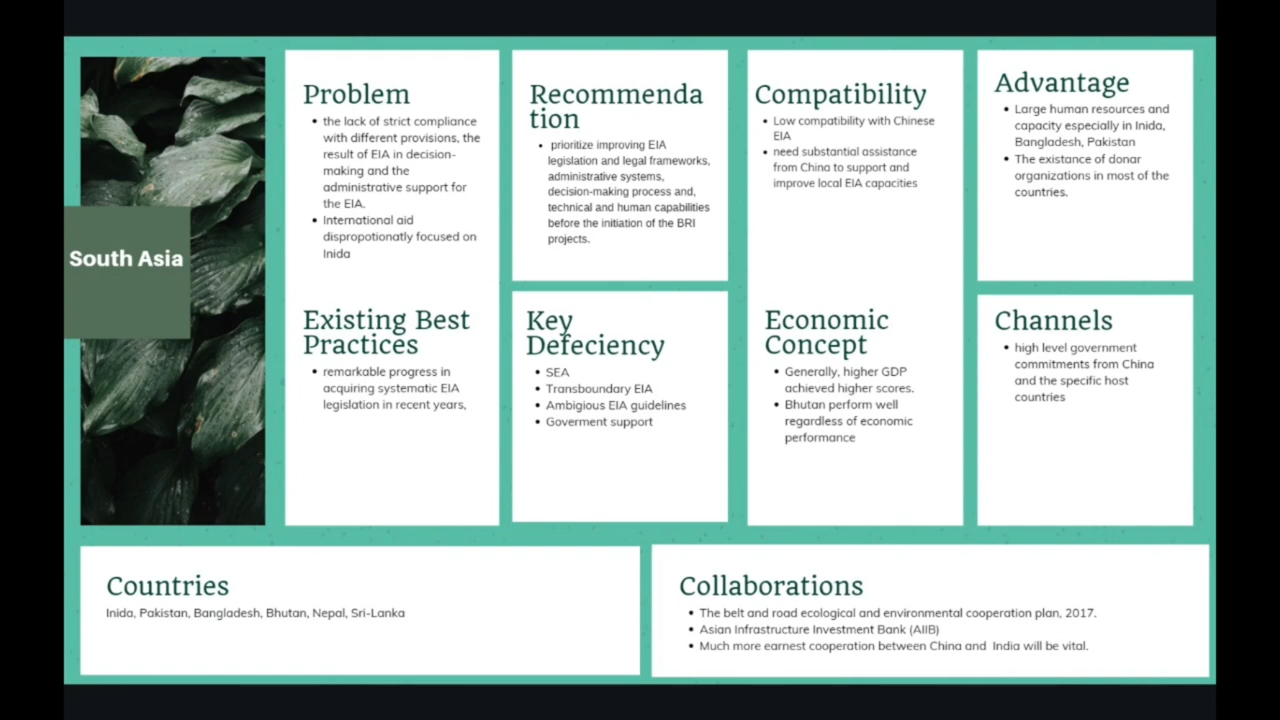 South Asia
Problem
the lack of strict compliance
with different provisions, the
result of EIA in decision-
making and the
administrative support for
the EIA.
International aid
dispropotionatly focused on
Inida
Existing Best
Practices
remarkable progress in
acquiring systematic EIA
legislation in recent years,
Recommenda
tion
prioritize improving EIA
legislation and legal frameworks,
administrative systems,
decision-making process and,
technical and human capabilities
before the initiation of the BRI
projects.
Key
Defeciency
SEA
Transboundary EIA
Ambigious EIA guidelines
Goverment support
Compatibility
Low compatibility with Chinese
EIA
need substantial assistance
from China to support and
improve local EIA capacities
Economic
Concept
Generally, higher GDP
achieved higher scores.
Bhutan perform well
regardless of economic
performance
Advantage
Large human resources and
capacity especially in Inida,
Bangladesh, Pakistan
The existance of donar
organizations in most of the
countries.
Channels
high level government
commitments from China
and the specific host
countries
Countries
Inida, Pakistan, Bangladesh, Bhutan, Nepal, Sri-Lanka
Collaborations
The belt and road ecological and environmental cooperation plan, 2017.
Asian Infrastructure Investment Bank (AIIB)
Much more earnest cooperation between China and  India will be vital.